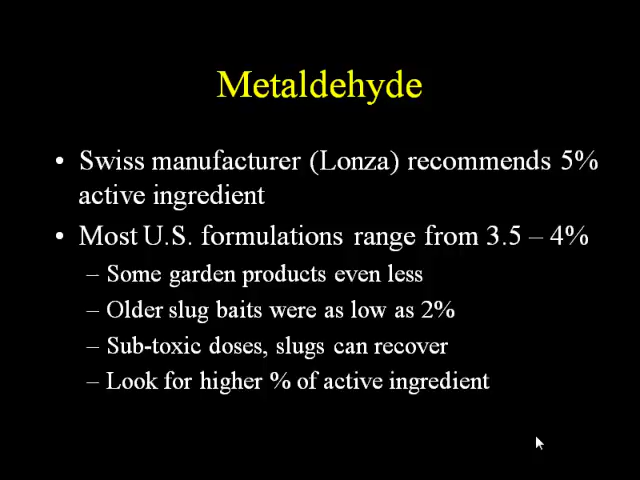 Metaldehyde
• Swiss manufacturer (Lonza) recommends 5%
active ingredient
• Most U.S. formulations range from 3.5 – 4%
– Some garden products even less
– Older slug baits were as low as 2%
– Sub-toxic doses, slugs can recover
– Look for higher % of active ingredient